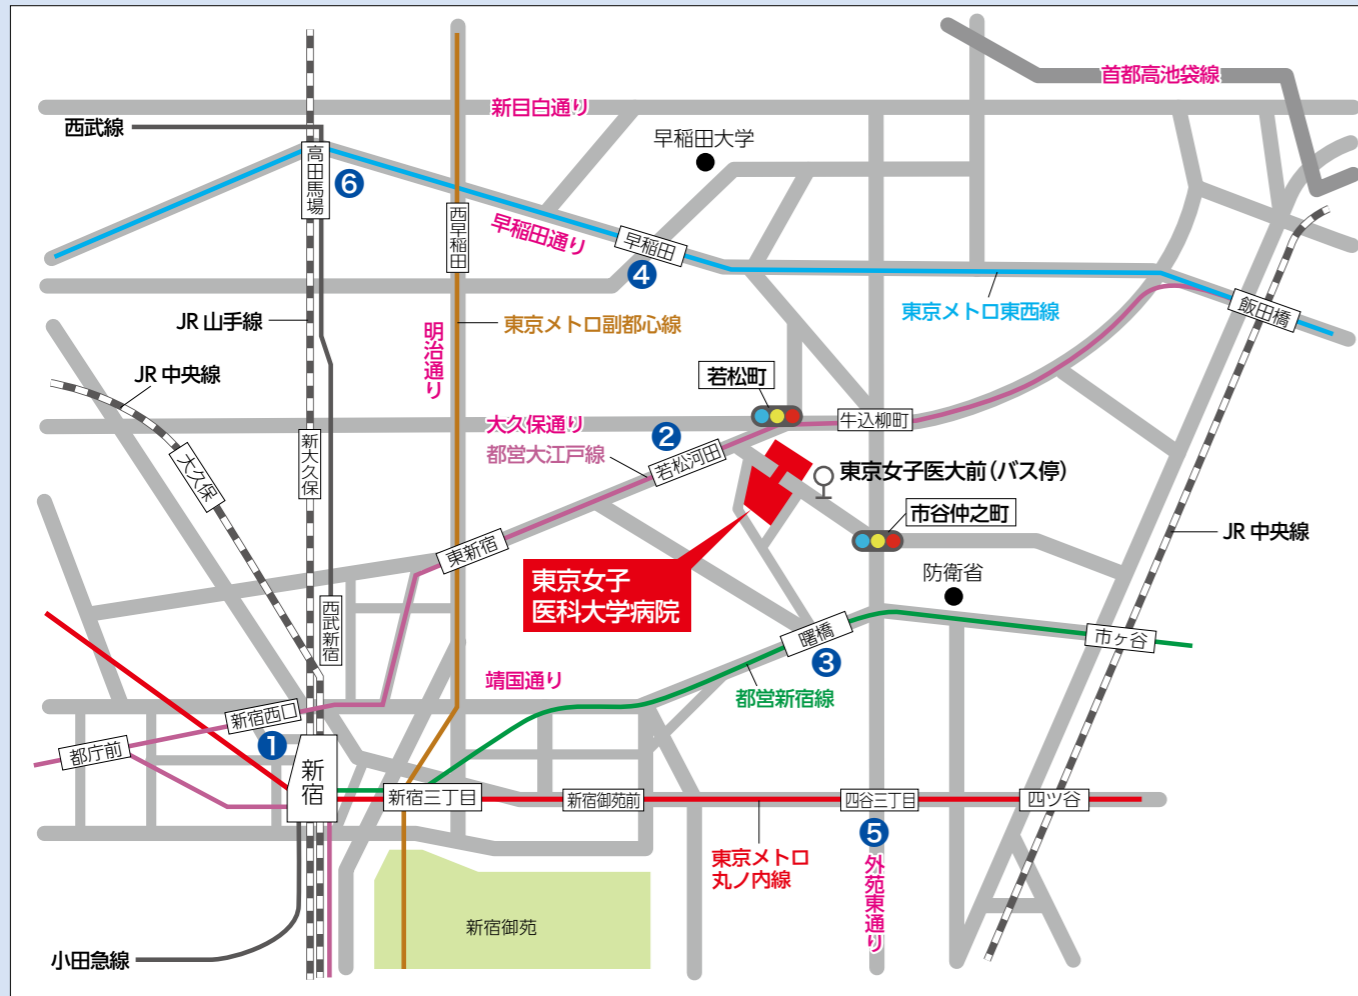 首都高池袋線
新目白通り
西武線
早稲田大学
高田馬場
6
西早稲田
早稲田通り
早稲田
4
東京メトロ東西線
飯田橋
JR 山手線
東京メトロ副都心線
明治通り
JR 中央線
若松町
大久保通り
牛込柳町
2
都営大江戸線
若松河田
新大久保
大久保
東京女子医大前(バス停)
市谷仲之町
JR 中央線
東新宿
防衛省
東京女子
医科大学病院
西武新宿
曙橋
3
市ヶ谷
靖国通り
都営新宿線
新宿西口
1
都庁前
新宿
新宿三丁目
新宿御苑前
四谷三丁目
四ツ谷
5
東京メトロ
丸ノ内線
外苑東通り
新宿御苑
小田急線